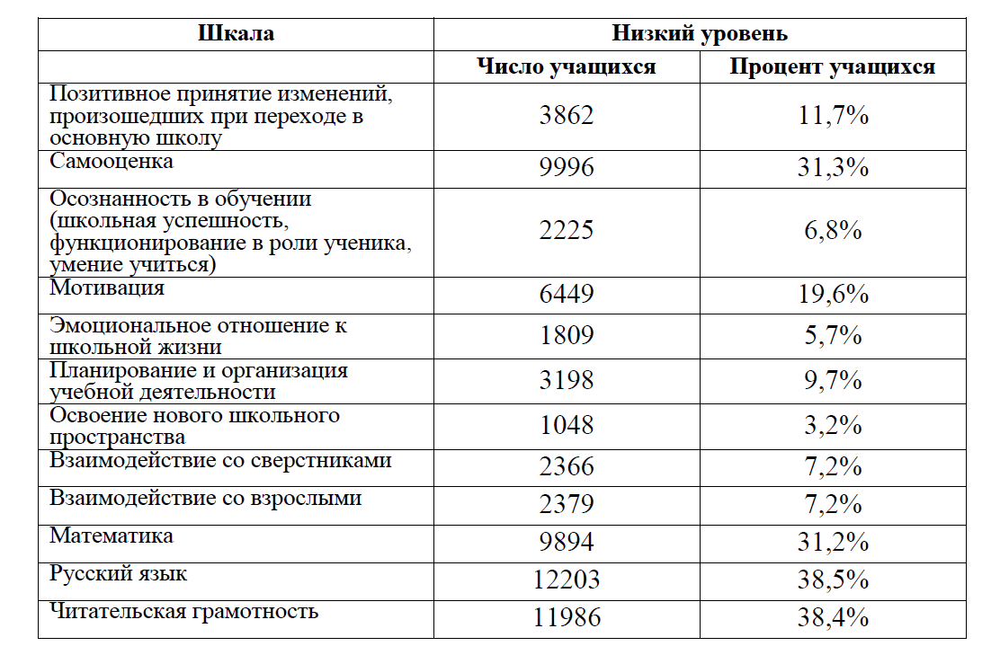 Шкала
Низкий уровень
Число учащихся
Процент учащихся
Позитивное принятие изменений,
произошедших при переходе в
основную школу
3862
11,7%
Самооценка
9996
31,3%
Осознанность в обучении
(школьная успешность,
функционирование в роли ученика,
умение учиться)
2225
6,8%
Мотивация
6449
19,6%
Эмоциональное отношение к
школьной жизни
1809
5,7%
Планирование и организация
учебной деятельности
3198
9,7%
Освоение нового школьного
пространства
1048
3,2%
Взаимодействие со сверстниками
2366
7,2%
Взаимодействие со взрослыми
2379
7,2%
Математика
9894
31,2%
Русский язык
12203
38,5%
Читательская грамотность
11986
38,4%